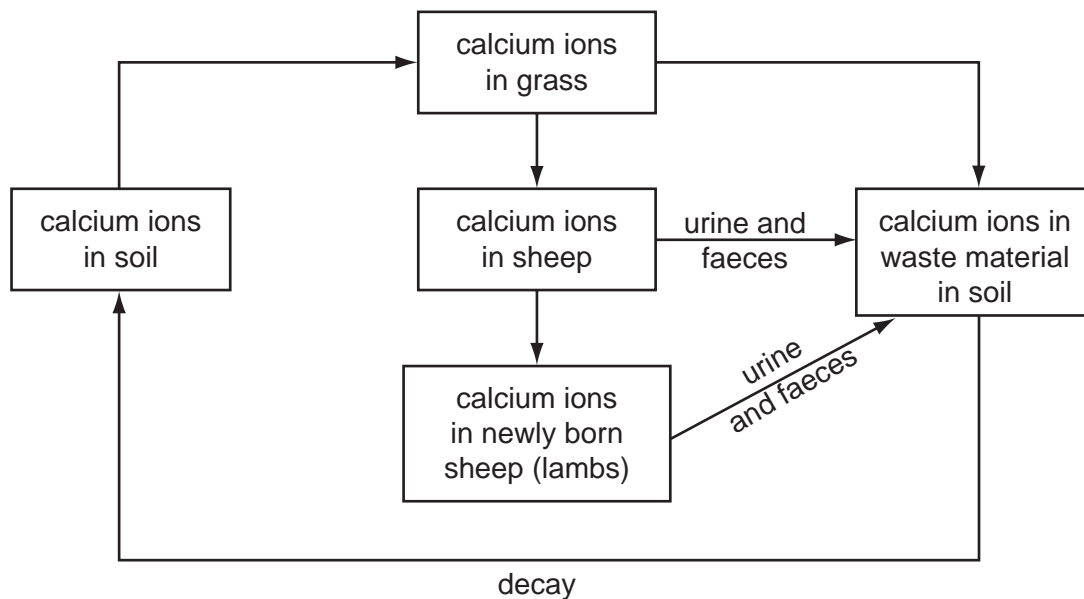 calcium ions
in grass
calcium ions
in soil
calcium ions
in sheep
urine and
faeces
calcium ions in
waste material
in soil
calcium ions
in newly born
sheep (lambs)
urine
and faeces
decay